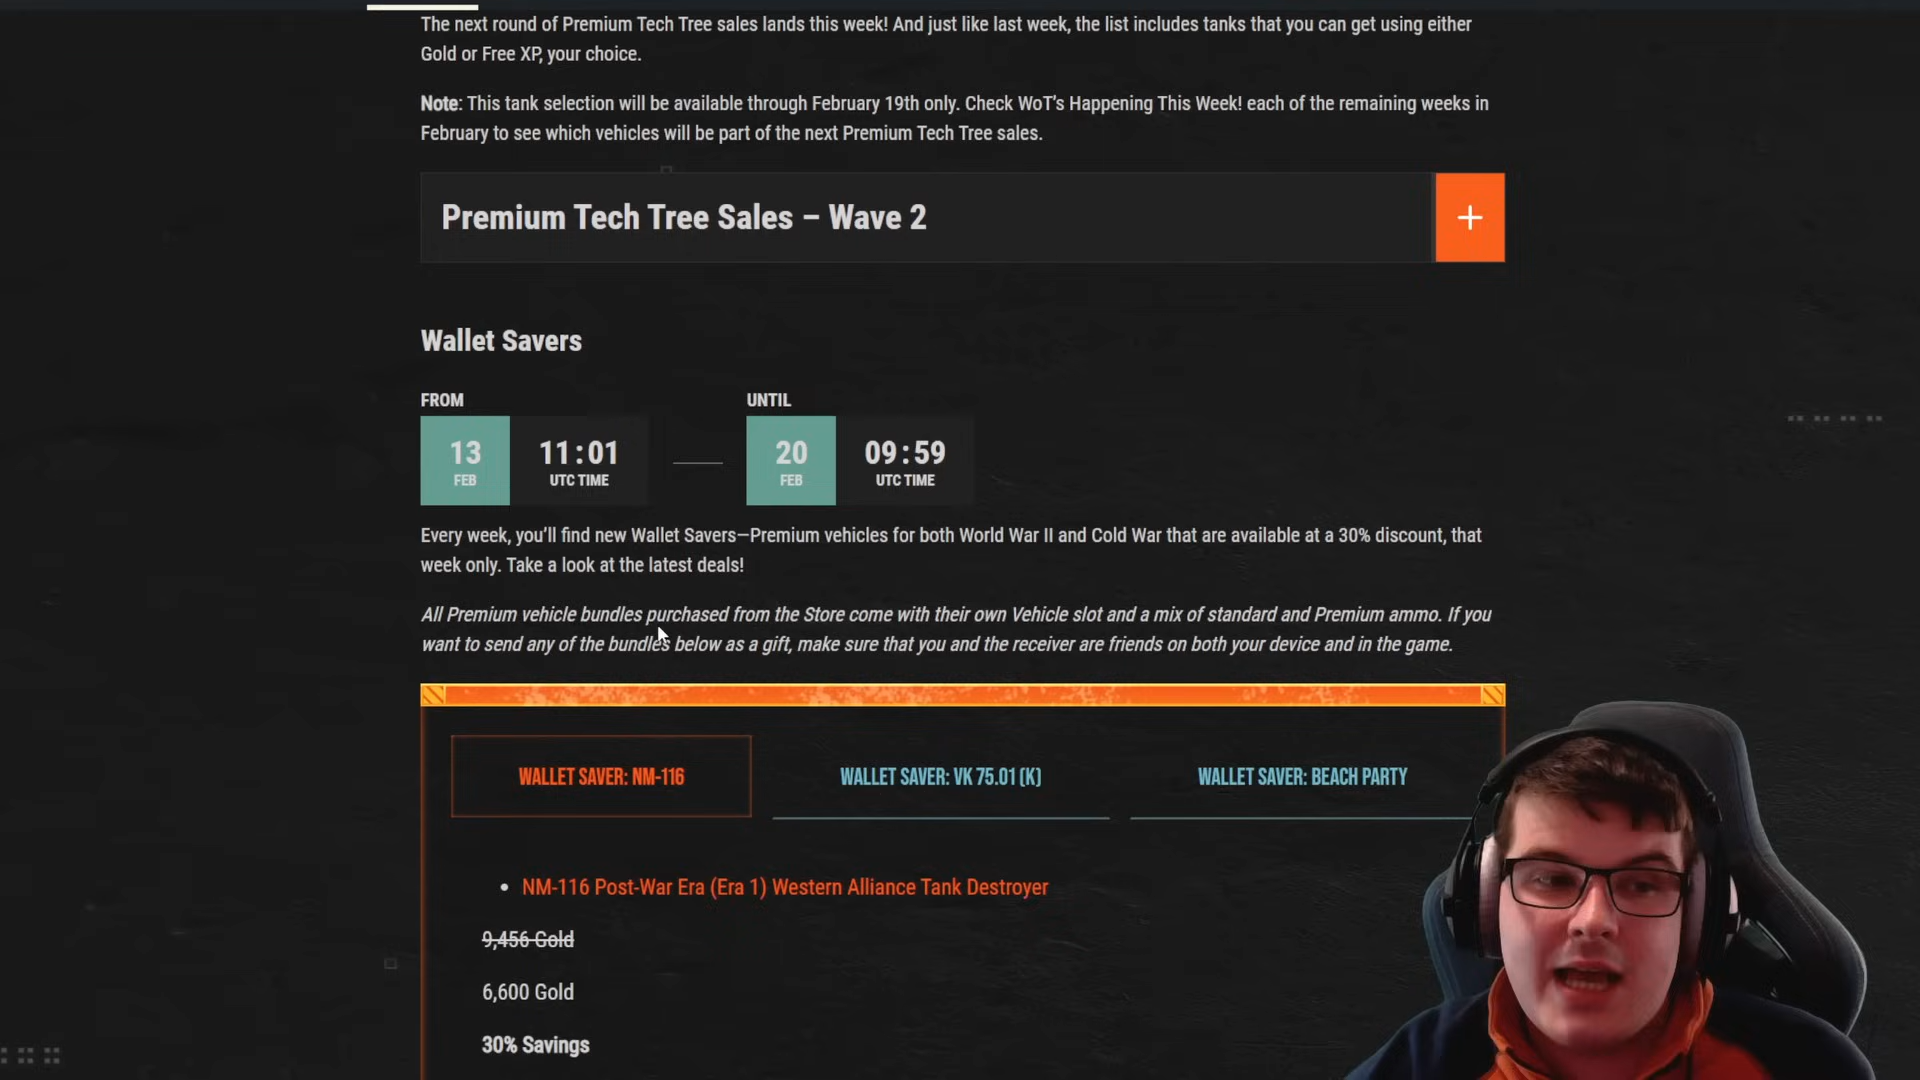 The next round of Premium Tech Tree sales lands this week! And just like last week, the list includes tanks that you can get using either
Gold or Free XP, your choice.
Note: This tank selection will be available through February 19th only. Check WoT's Happening This Week! each of the remaining weeks in
February to see which vehicles will be part of the next Premium Tech Tree sales.
Premium Tech Tree Sales – Wave 2
+
Wallet Savers
FROM
UNTIL
13
FEB
11:01
UTC TIME
20
FEB
09:59
UTC TIME
Every week, you'll find new Wallet Savers—Premium vehicles for both World War II and Cold War that are available at a 30% discount, that
week only. Take a look at the latest deals!
All Premium vehicle bundles purchased from the Store come with their own Vehicle slot and a mix of standard and Premium ammo. If you
want to send any of the bundles below as a gift, make sure that you and the receiver are friends on both your device and in the game.
WALLET SAVER: NM-116
WALLET SAVER: VK 75.01 (K)
WALLET SAVER: BEACH PARTY
• NM-116 Post-War Era (Era 1) Western Alliance Tank Destroyer
9,456 Gold
6,600 Gold
30% Savings